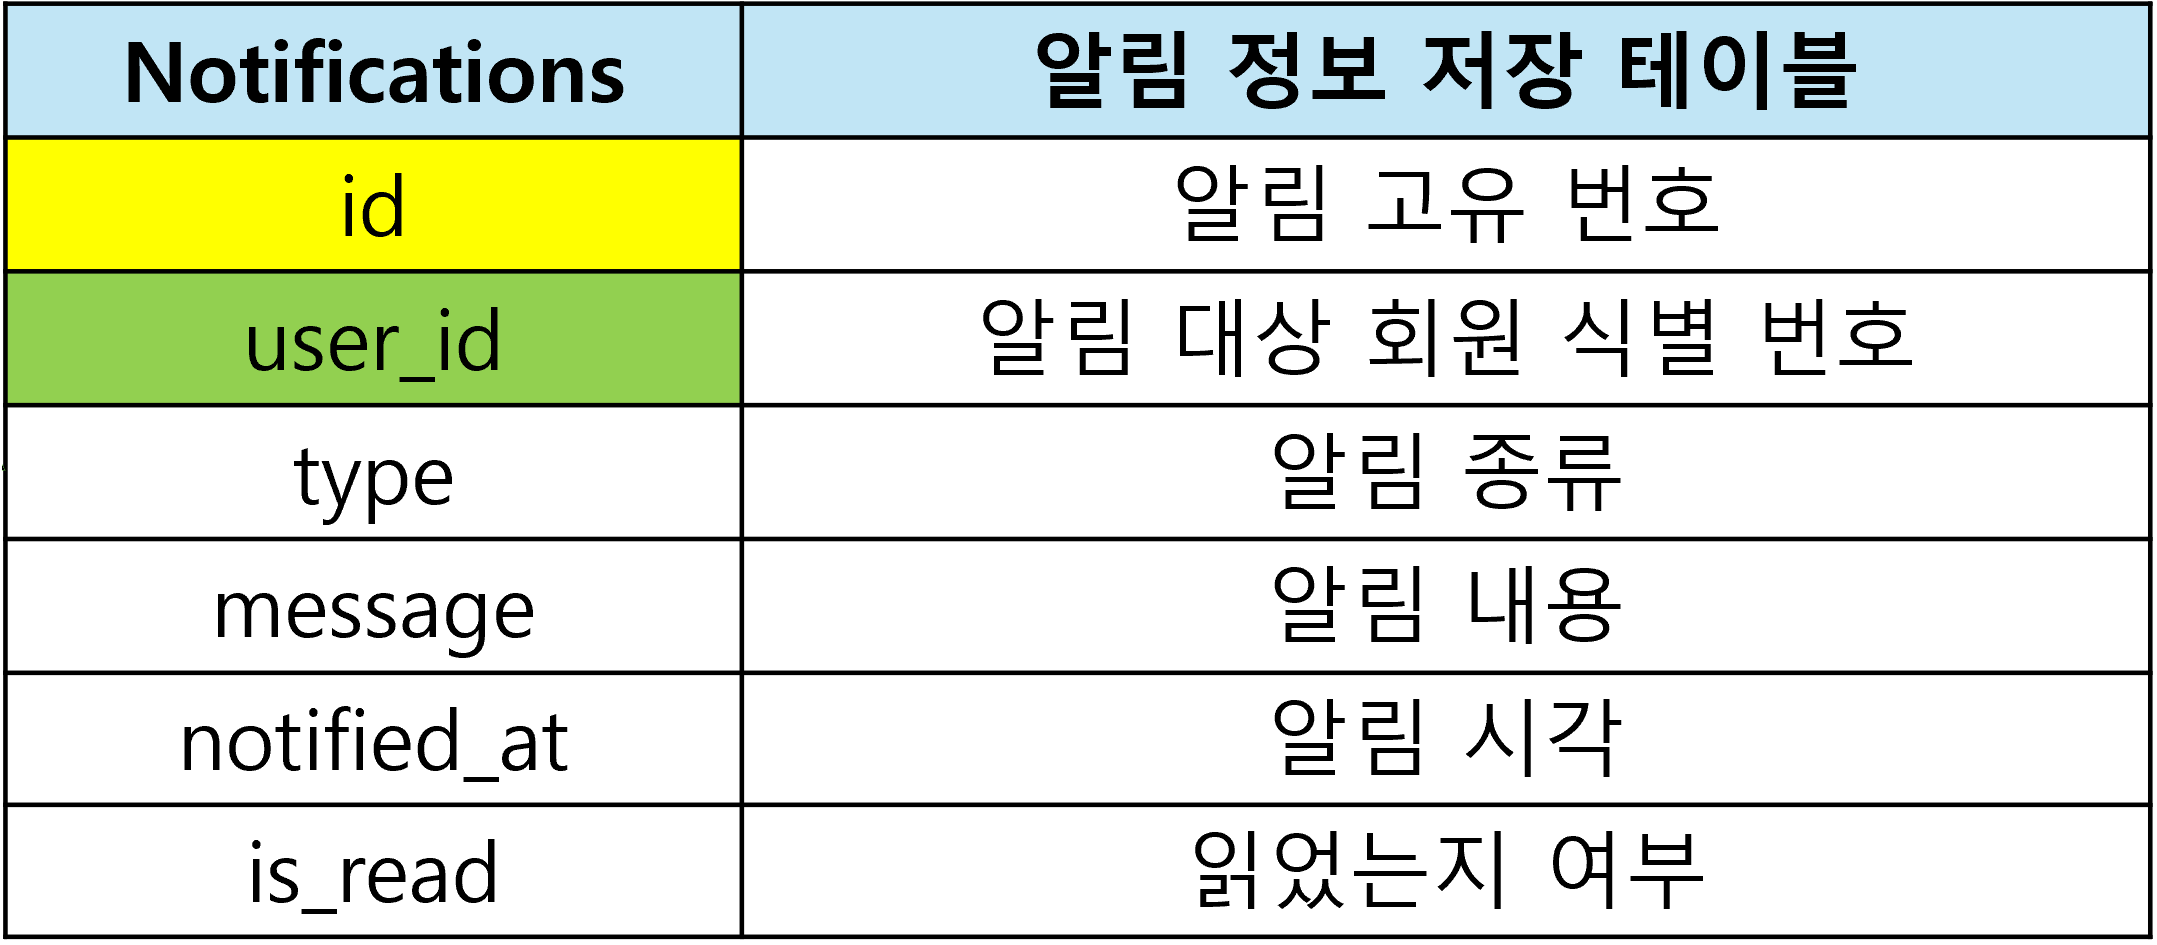 Notifications 알림 정보 저장 테이블
id 알림 고유 번호
user_id 알림 대상 회원 식별 번호
type 알림 종류
message 알림 내용
notified_at 알림 시각
is_read 읽었는지 여부